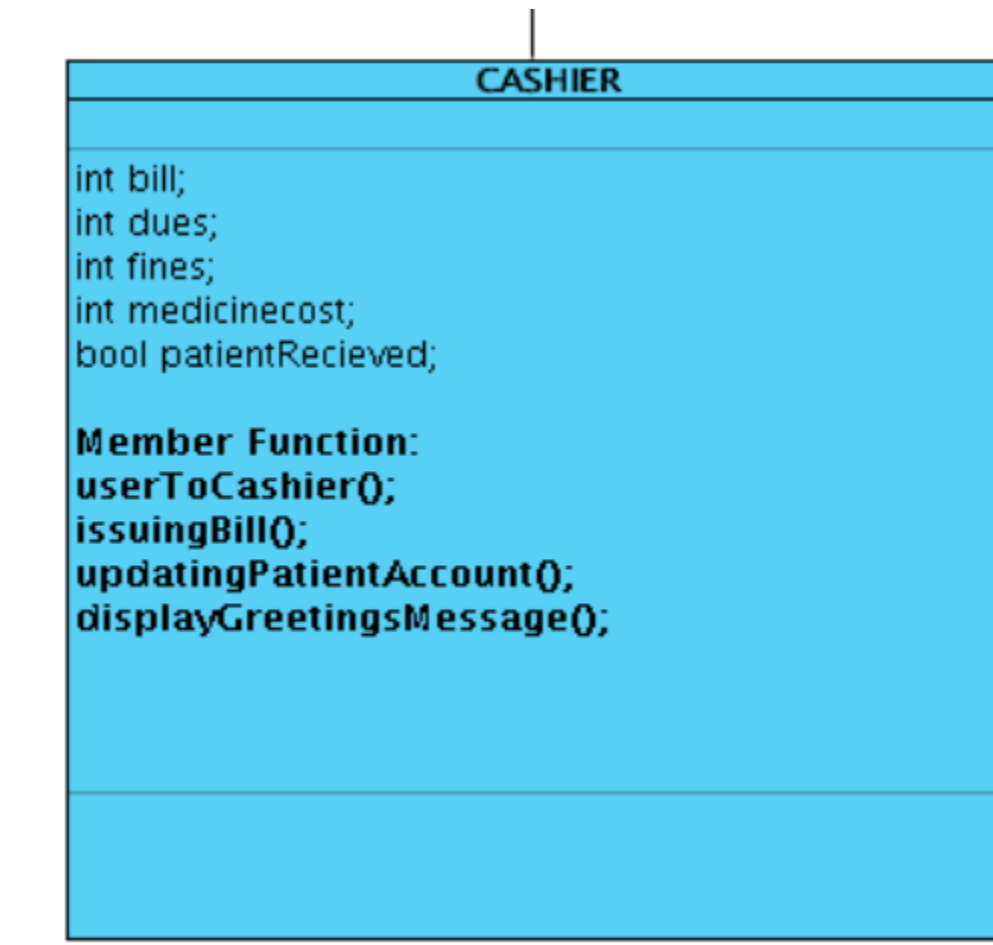 CASHIER
int bill;
int dues;
int fines;
int medicinecost;
bool patientRecieved;
Member Function:
userToCashier();
issuingBill();
updatingPatientAccount();
displayGreetingsMessage();